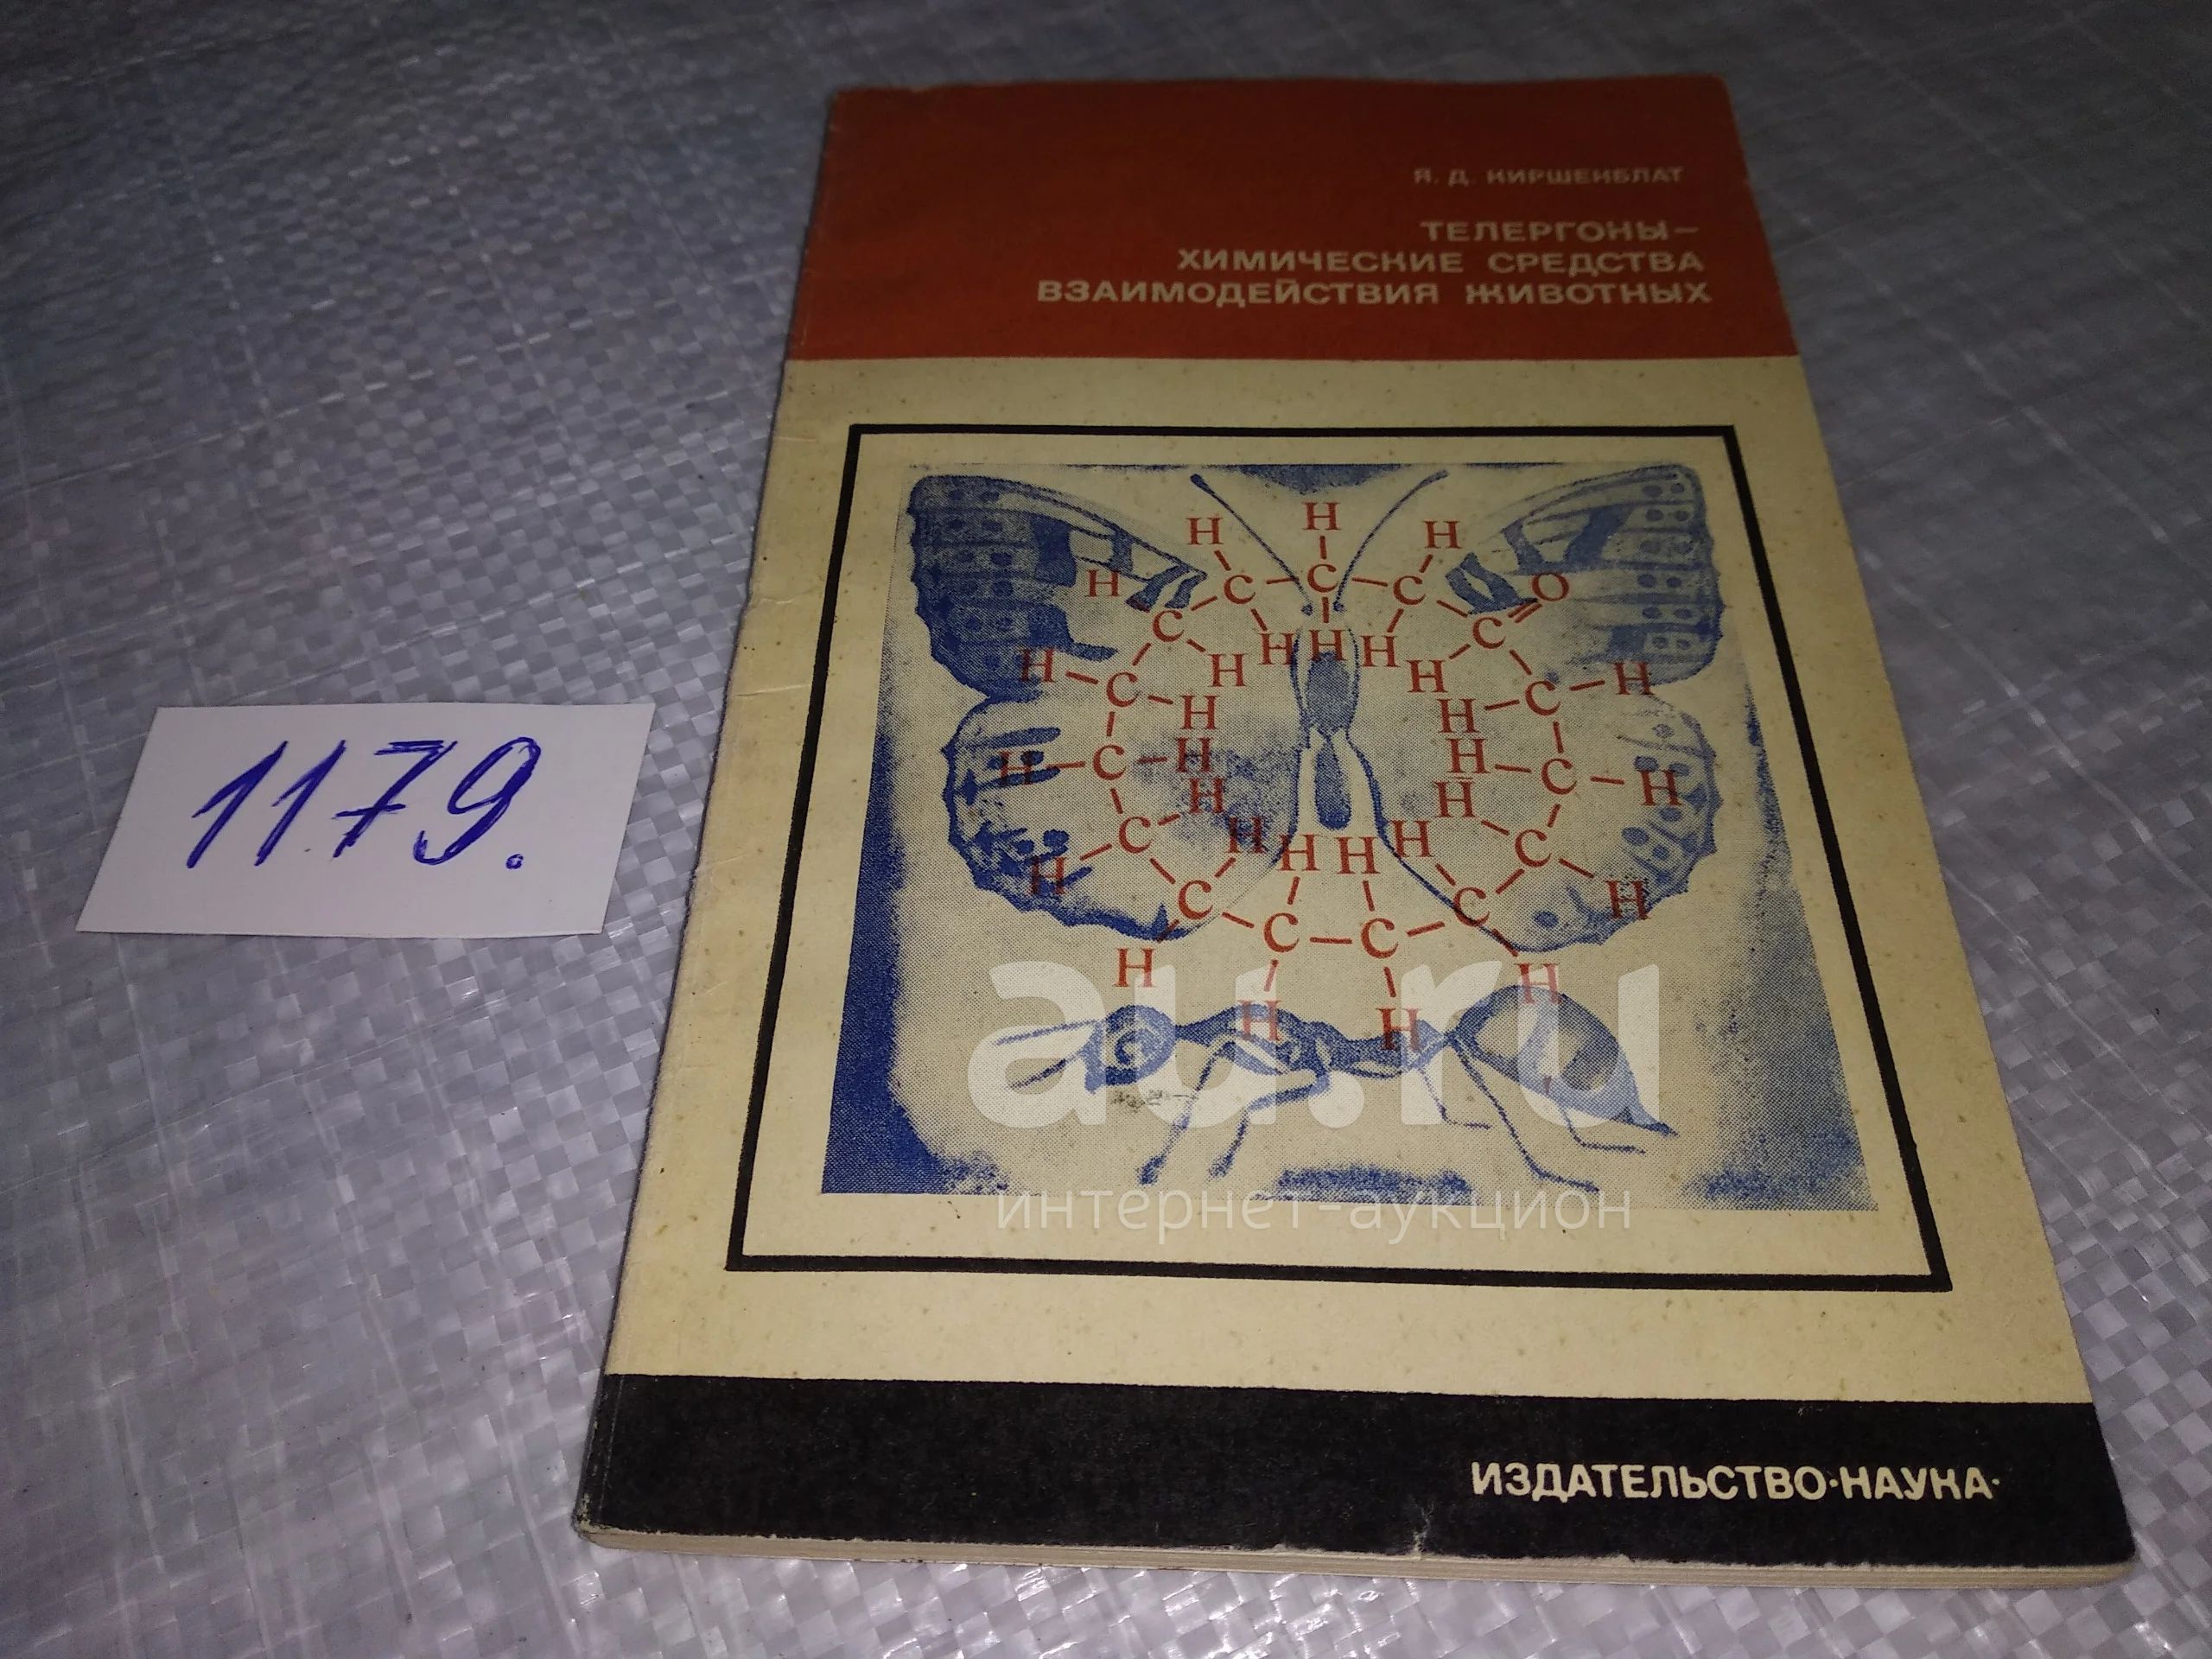 Я. Д. КИРШЕНБЛАТ
ТЕЛЕРГОНЫ–
ХИМИЧЕСКИЕ СРЕДСТВА
ВЗАИМОДЕЙСТВИЯ ЖИВОТНЫХ
1179.
H H H
H C C C O
C C
H H H H H H H
C C H
H H
H C H H C H
H H
C C
H H H H H H
C C
C C
H H
H H
au.ru
интернет-аукцион
ИЗДАТЕЛЬСТВО·НАУКА·